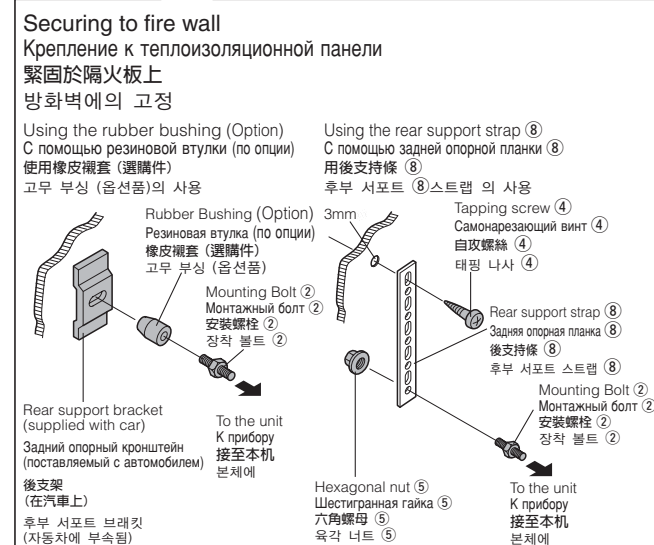 Securing to fire wall
Крепление к теплоизоляционной панели
緊固於隔火板上
방화벽에의 고정
Using the rubber bushing (Option)
С помощью резиновой втулки (по опции)
使用橡皮襯套 (選購件)
고무 부싱 (옵션품)의 사용
Rubber Bushing (Option)
Резиновая втулка (по опции)
橡皮襯套 (選購件)
고무 부싱 (옵션품)
Mounting Bolt ②
Монтажный болт ②
安裝螺栓 ②
장착 볼트 ②
Rear support bracket
(supplied with car)
Задний опорный кронштейн
(поставляемый с автомобилем)
後支架
(在汽車上)
후부 서포트 브래킷
(자동차에 부속됨)
To the unit
К прибору
接至本机
본체에
Using the rear support strap ⑧
С помощью задней опорной планки ⑧
用後支持條 ⑧
후부 서포트 ⑧스트랩 의 사용
3mm
Tapping screw ④
Самонарезающий винт ④
自攻螺絲 ④
태핑 나사 ④
Rear support strap ⑧
Задняя опорная планка ⑧
後支持條 ⑧
후부 서포트 스트랩 ⑧
Mounting Bolt ②
Монтажный болт ②
安裝螺栓 ②
장착 볼트 ②
Hexagonal nut ⑤
Шестигранная гайка ⑤
六角螺母 ⑤
육각 너트 ⑤
To the unit
К прибору
接至本机
본체에